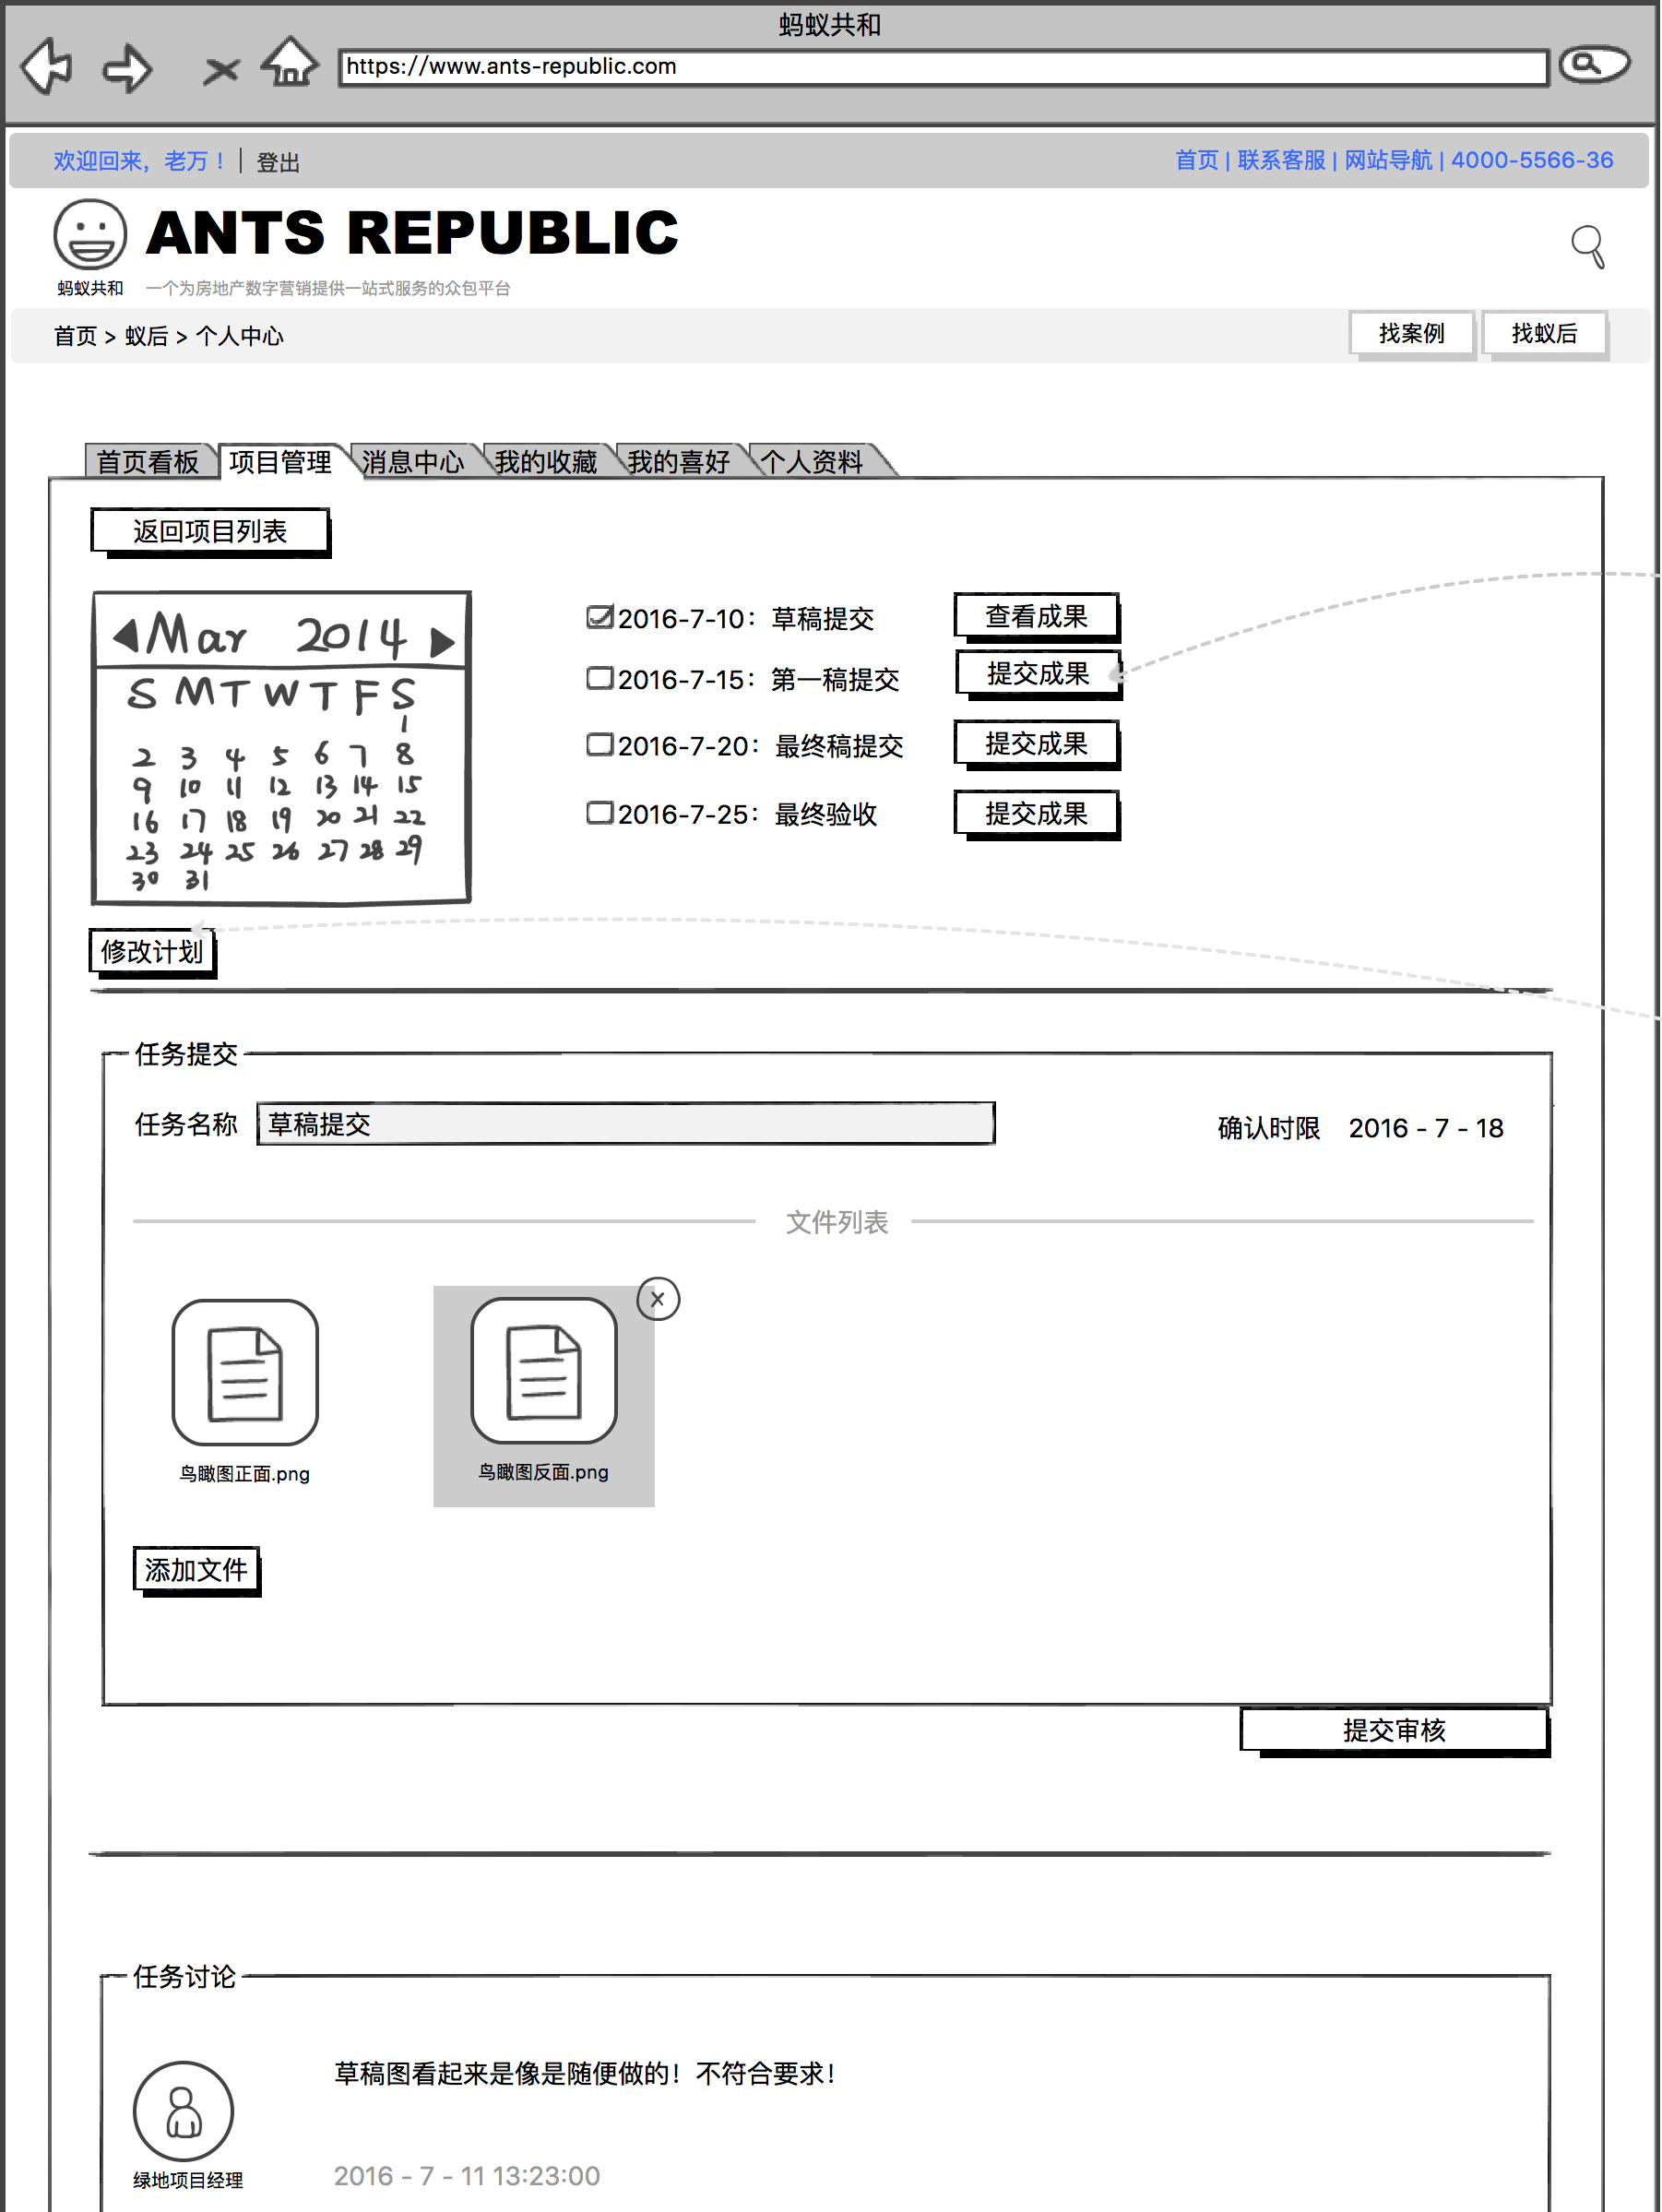 蚂蚁共和
https://www.ants-republic.com
欢迎回来，老万！ | 登出
首页 | 联系客服 | 网站导航 | 4000-5566-36
ANTS REPUBLIC
蚂蚁共和 一个为房地产数字营销提供一站式服务的众包平台
首页 > 蚁后 > 个人中心
找案例 找蚁后
首页看板 项目管理 消息中心 我的收藏 我的喜好 个人资料
返回项目列表
Mar 2014
S M T W T F S
1
2 3 4 5 6 7 8
9 10 11 12 13 14 15
16 17 18 19 20 21 22
23 24 25 26 27 28 29
30 31
2016-7-10：草稿提交 查看成果
2016-7-15：第一稿提交 提交成果
2016-7-20：最终稿提交 提交成果
2016-7-25：最终验收 提交成果
修改计划
任务提交
任务名称 草稿提交 确认时限 2016 - 7 - 18
文件列表
X
鸟瞰图正面.png 鸟瞰图反面.png
添加文件
提交审核
任务讨论
草稿图看起来是像是随便做的！不符合要求！
绿地项目经理 2016 - 7 - 11 13:23:00